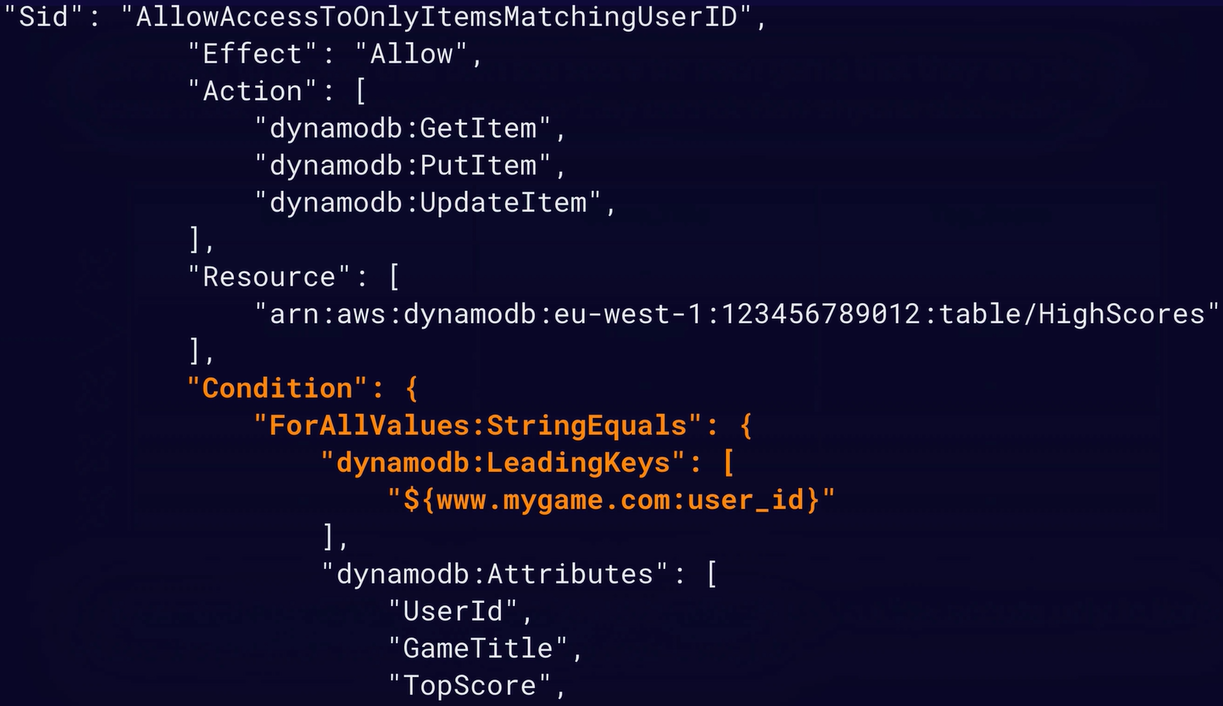 "Sid": "AllowAccessToOnlyItemsMatchingUserID",
"Effect": "Allow",
"Action": [
"dynamodb:GetItem",
"dynamodb:PutItem",
"dynamodb:UpdateItem",
],
"Resource": [
"arn:aws:dynamodb:eu-west-1:123456789012:table/HighScores"
],
"Condition": {
"ForAllValues:StringEquals": {
"dynamodb:LeadingKeys": [
"${www.mygame.com:user_id}"
],
"dynamodb:Attributes": [
"UserId",
"GameTitle",
"TopScore",